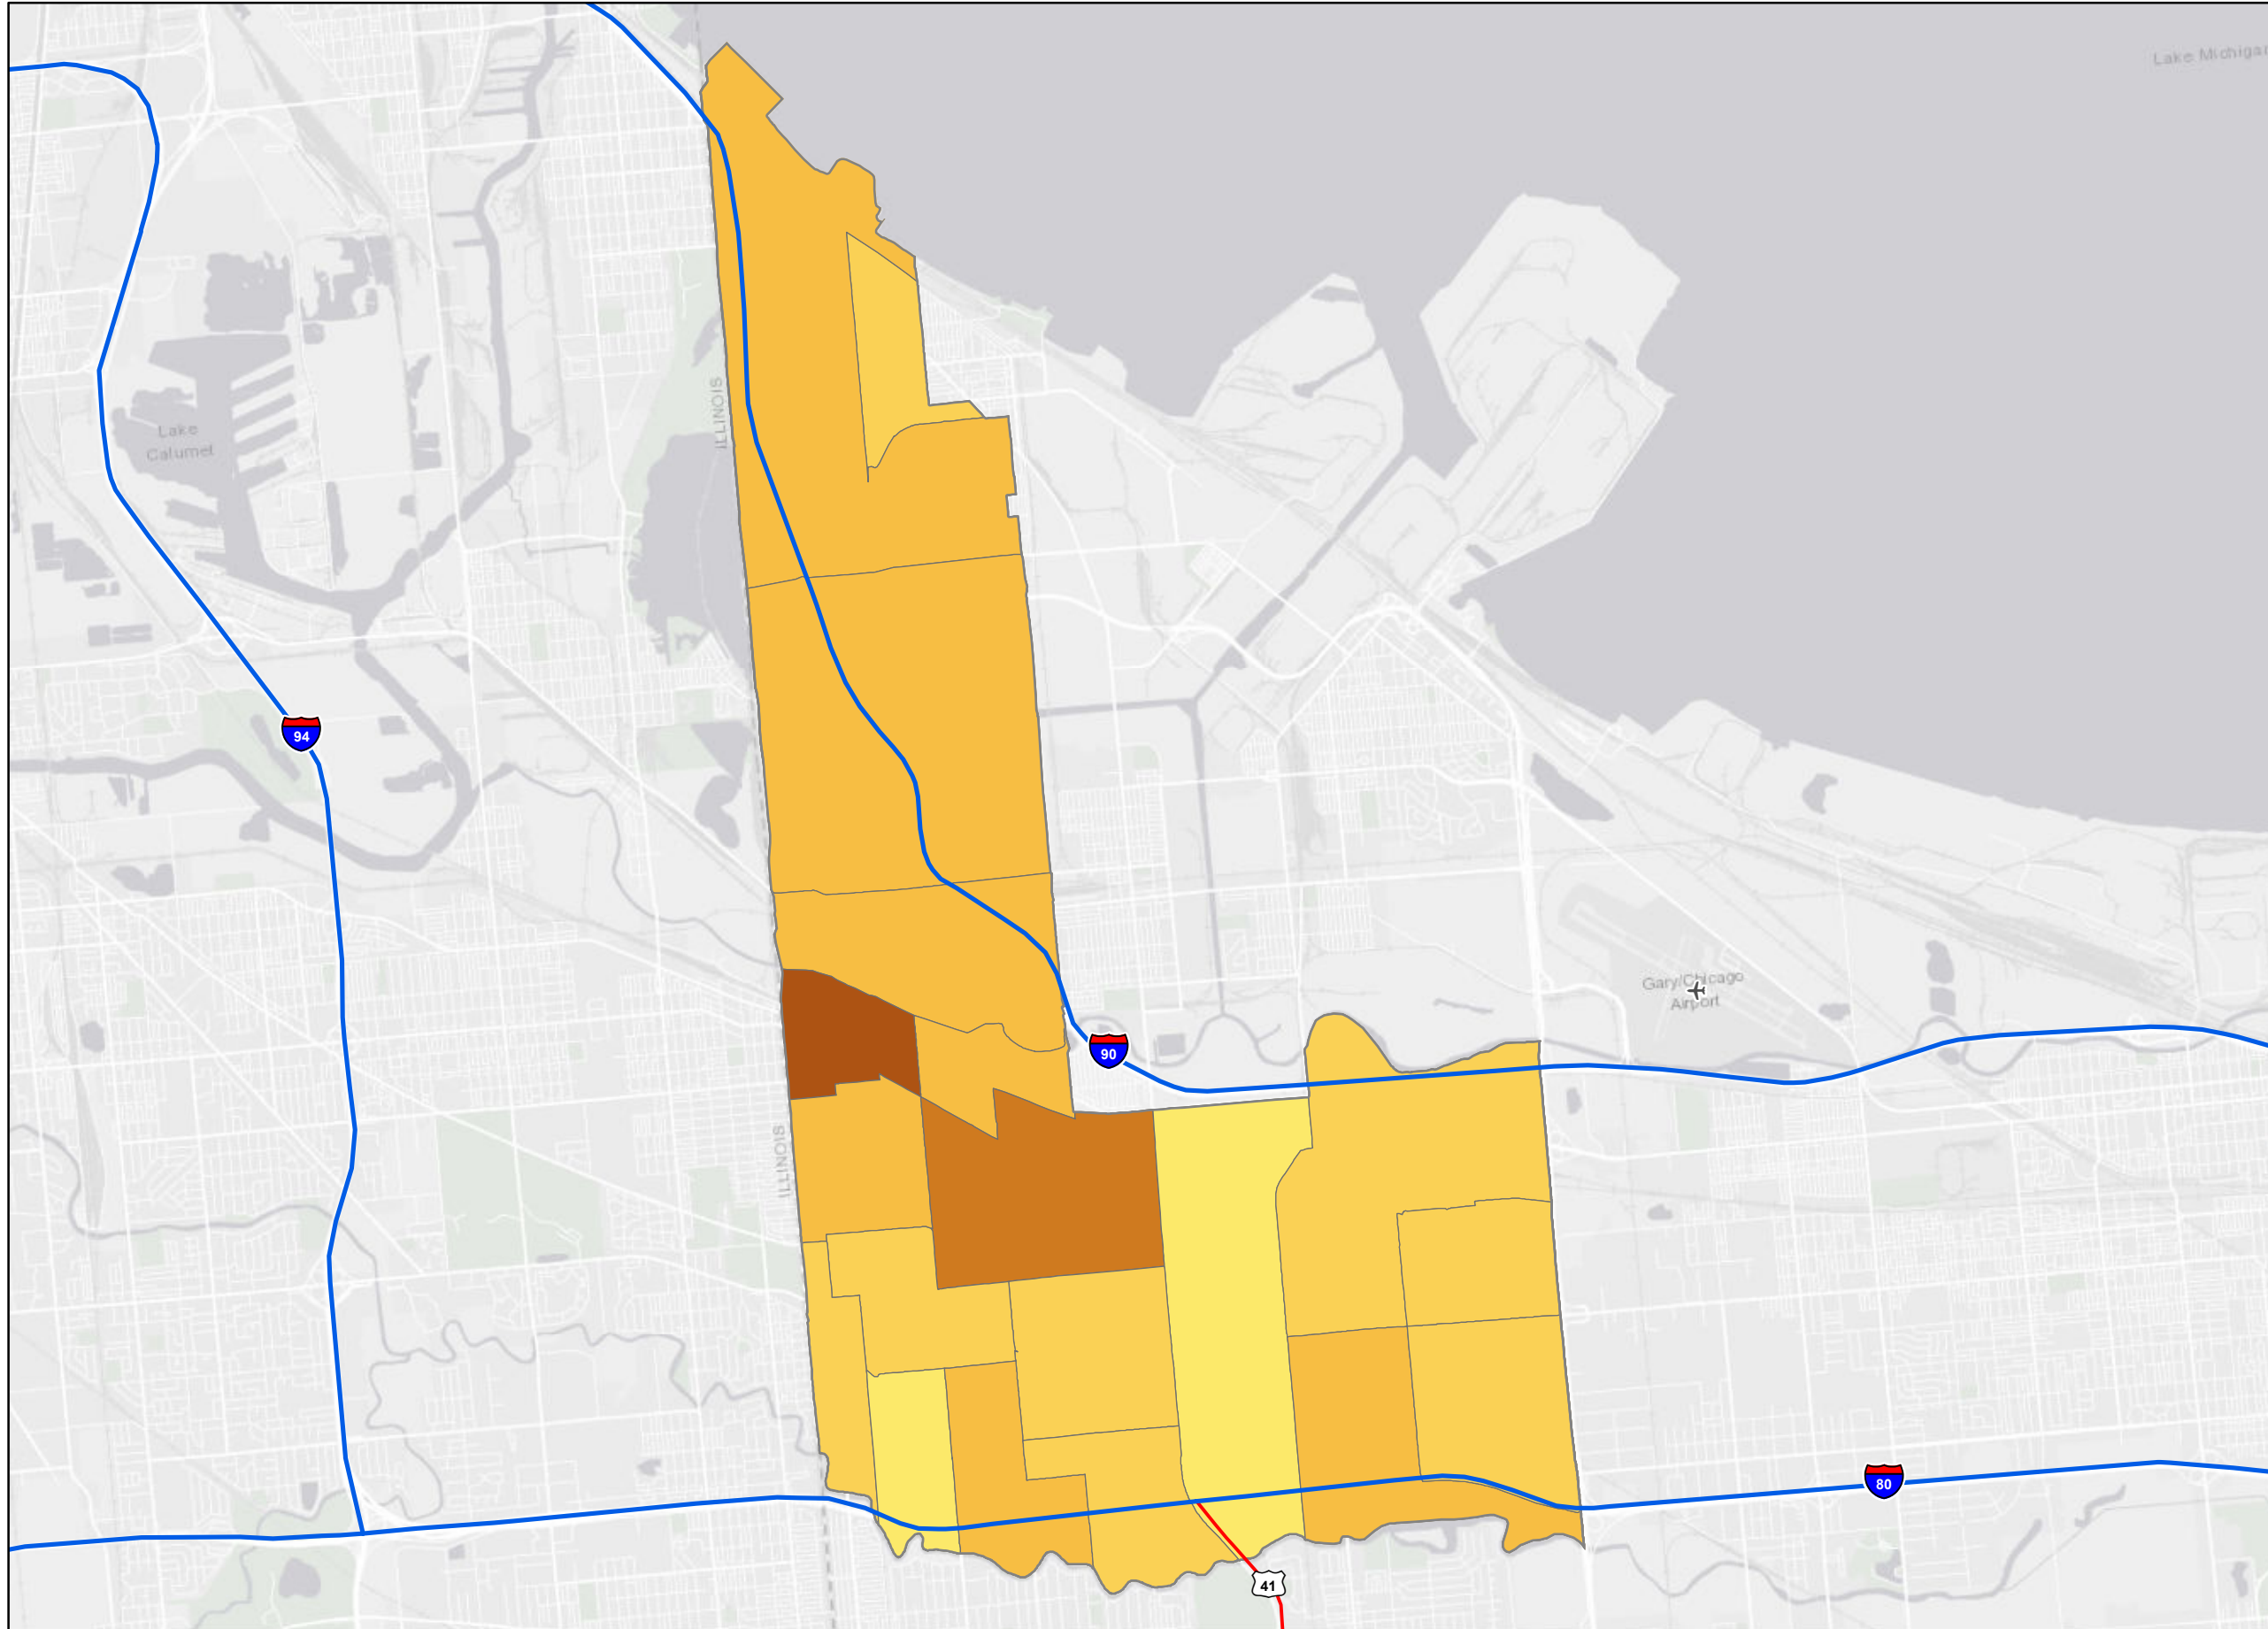 Lake Michigan
ILLINOIS
Lake
Calumet
94
Gary/Chicago
Airport
90
ILLINOIS
80
41